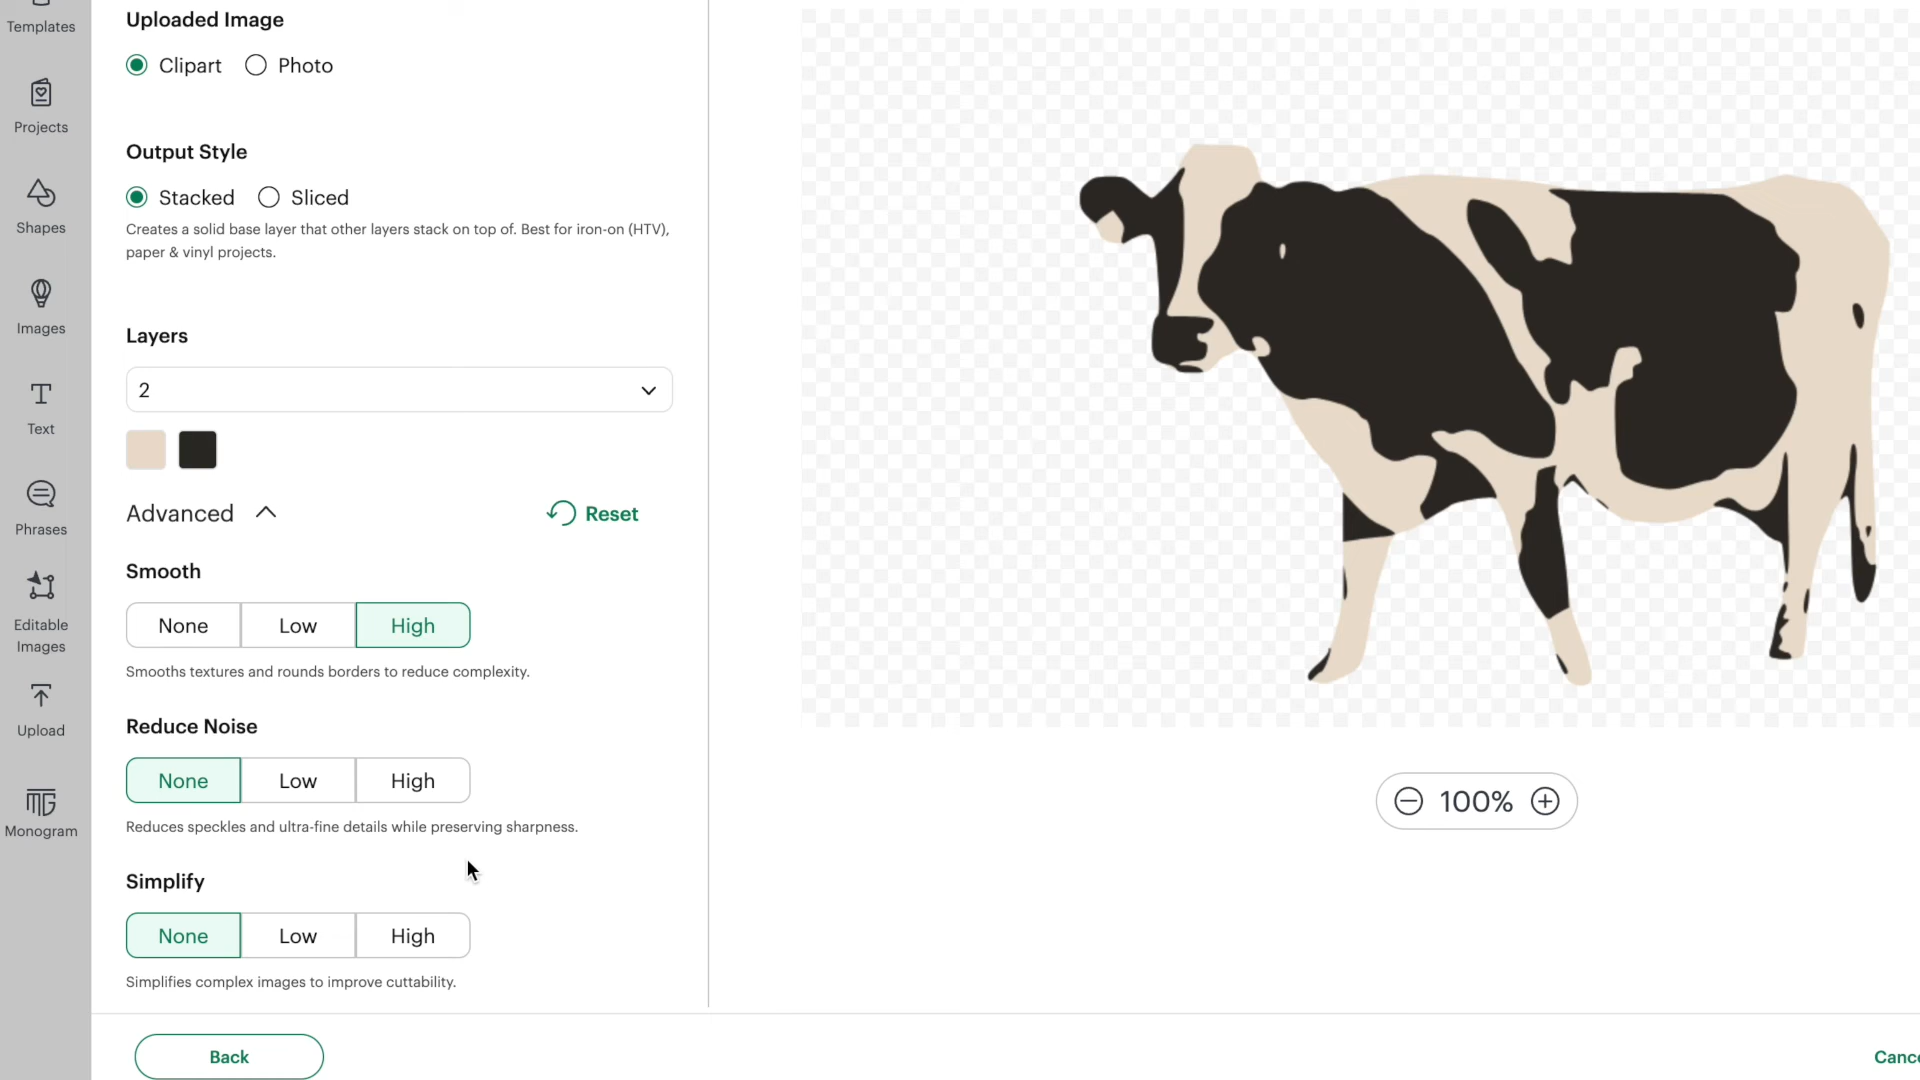 Templates
Projects
Shapes
Images
Text
Phrases
Editable
Images
Upload
Monogram
Uploaded Image
Clipart Photo
Output Style
Stacked Sliced
Creates a solid base layer that other layers stack on top of. Best for iron-on (HTV),
paper & vinyl projects.
Layers
2
Advanced Reset
Smooth
None Low High
Smooths textures and rounds borders to reduce complexity.
Reduce Noise
None Low High
Reduces speckles and ultra-fine details while preserving sharpness.
Simplify
None Low High
Simplifies complex images to improve cuttability.
100%
Back Cance